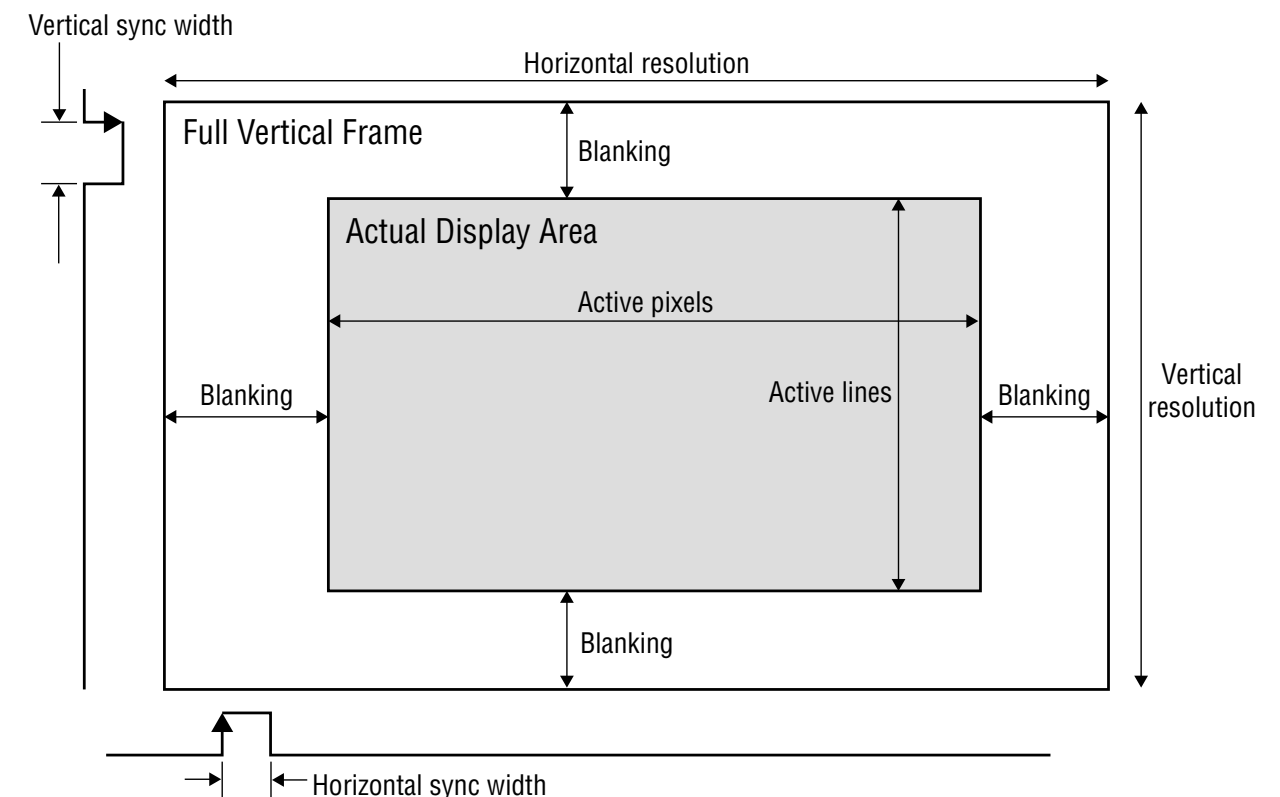 Vertical sync width
Horizontal resolution
Full Vertical Frame
Blanking
Actual Display Area
Active pixels
Blanking
Active lines
Blanking
Vertical
resolution
Blanking
Horizontal sync width